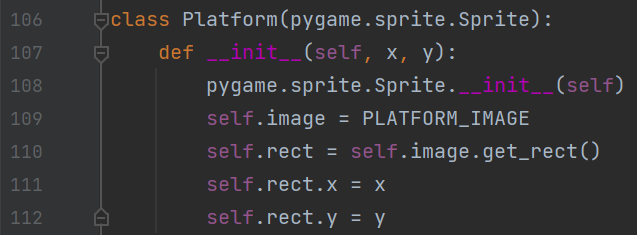 106 class Platform(pygame.sprite.Sprite):
107     def __init__(self, x, y):
108         pygame.sprite.Sprite.__init__(self)
109         self.image = PLATFORM_IMAGE
110         self.rect = self.image.get_rect()
111         self.rect.x = x
112         self.rect.y = y